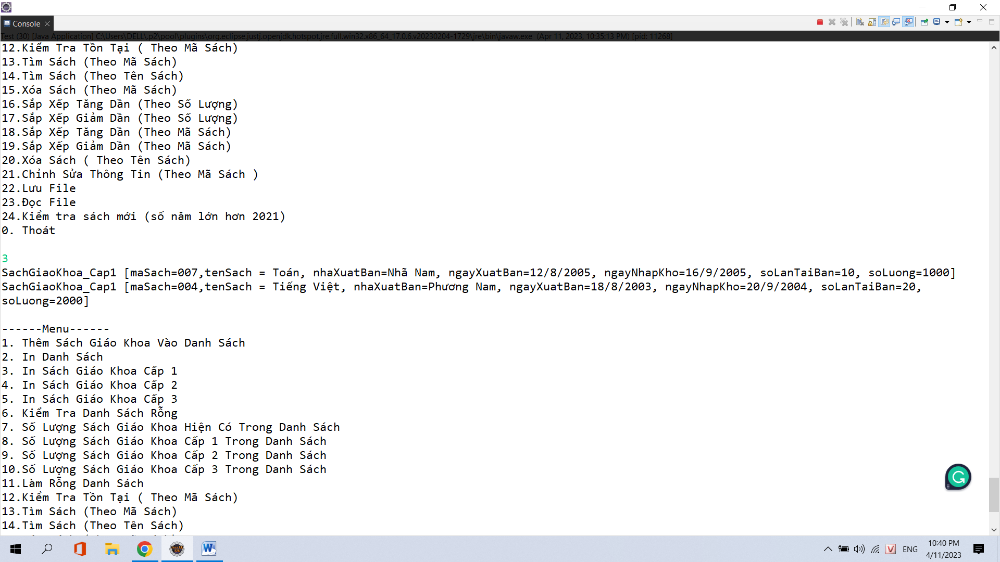 Console
Test (30) [Java Application] C:\Users\DELL\.p2\pool\plugins\org.eclipse.justj.openjdk.hotspot.jre.full.win32.x86_64_17.0.6.v20230204-1729\jre\bin\javaw.exe (Apr 11, 2023, 10:35:13 PM) [pid: 11268]
12.Kiểm Tra Tồn Tại ( Theo Mã Sách)
13.Tìm Sách (Theo Mã Sách)
14.Tìm Sách (Theo Tên Sách)
15.Xóa Sách (Theo Mã Sách)
16.Sắp Xếp Tăng Dần (Theo Số Lượng)
17.Sắp Xếp Giảm Dần (Theo Số Lượng)
18.Sắp Xếp Tăng Dần (Theo Mã Sách)
19.Sắp Xếp Giảm Dần (Theo Mã Sách)
20.Xóa Sách ( Theo Tên Sách)
21.Chỉnh Sửa Thông Tin (Theo Mã Sách )
22.Lưu File
23.Đọc File
24.Kiểm tra sách mới (số năm lớn hơn 2021)
0. Thoát
3
SachGiaoKhoa_Cap1 [maSach=007,tenSach = Toán, nhaXuatBan=Nhã Nam, ngayXuatBan=12/8/2005, ngayNhapKho=16/9/2005, soLanTaiBan=10, soLuong=1000]
SachGiaoKhoa_Cap1 [maSach=004,tenSach = Tiếng Việt, nhaXuatBan=Phương Nam, ngayXuatBan=18/8/2003, ngayNhapKho=20/9/2004, soLanTaiBan=20,
soLuong=2000]
------Menu------
1. Thêm Sách Giáo Khoa Vào Danh Sách
2. In Danh Sách
3. In Sách Giáo Khoa Cấp 1
4. In Sách Giáo Khoa Cấp 2
5. In Sách Giáo Khoa Cấp 3
6. Kiểm Tra Danh Sách Rỗng
7. Số Lượng Sách Giáo Khoa Hiện Có Trong Danh Sách
8. Số Lượng Sách Giáo Khoa Cấp 1 Trong Danh Sách
9. Số Lượng Sách Giáo Khoa Cấp 2 Trong Danh Sách
10.Số Lượng Sách Giáo Khoa Cấp 3 Trong Danh Sách
11.Làm Rỗng Danh Sách
12.Kiểm Tra Tồn Tại ( Theo Mã Sách)
13.Tìm Sách (Theo Mã Sách)
14.Tìm Sách (Theo Tên Sách)
ENG
10:40 PM
4/11/2023